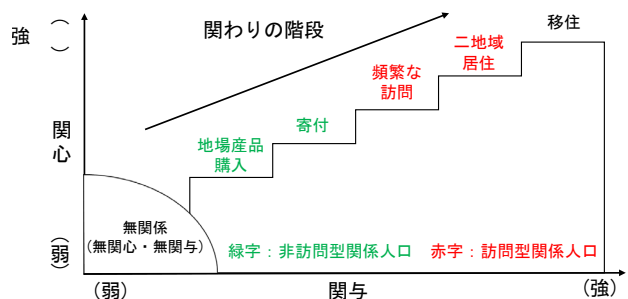 関わりの階段
移住
二地域
居住
頻繁な
訪問
寄付
地場産品
購入
(強)
関心
(弱)
無関係
(無関心・無関与)
緑字：非訪問型関係人口
赤字：訪問型関係人口
(弱)
関与
(強)